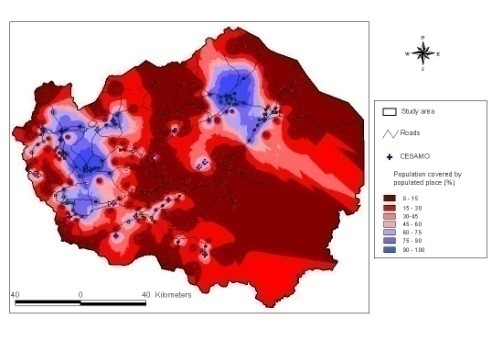 N
W E
S
Study area
Roads
CESAMO
Population covered by
populated place (%)
0 - 15
15 - 30
30-45
45 - 60
60 - 75
75 - 90
90 - 100
40 0 40 Kilometers